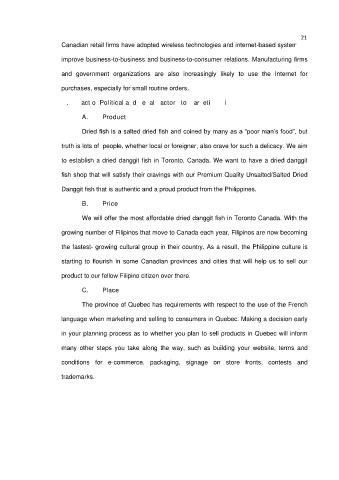 21
Canadian retail firms have adopted wireless technologies and internet-based system
improve business-to-business and business-to-consumer relations. Manufacturing firms
and government organizations are also increasingly likely to use the Internet for
purchases, especially for small routine orders.
Political
A. Product
Dried fish is a salted dried fish and coined by many as a "poor man's food", but
truth is lots of people, whether local or foreigner, also crave for such a delicacy. We aim
to establish a dried danggit fish in Toronto, Canada. We want to have a dried danggit
fish shop that will satisfy their cravings with our Premium Quality Unsalted/Salted Dried
Danggit fish that is authentic and a proud product from the Philippines.
B. Price
We will offer the most affordable dried danggit fish in Toronto Canada. With the
growing number of Filipinos that move to Canada each year, Filipinos are now becoming
the fastest- growing cultural group in their country. As a result, the Philippine culture is
starting to flourish in some Canadian provinces and cities that will help us to sell our
product to our fellow Filipino citizen over there.
C. Place
The province of Quebec has requirements with respect to the use of the French
language when marketing and selling to consumers in Quebec. Making a decision early
in your planning process as to whether you plan to sell products in Quebec will inform
many other steps you take along the way, such as building your website, terms and
conditions for e-commerce, packaging, signage on store fronts, contests and
trademarks.